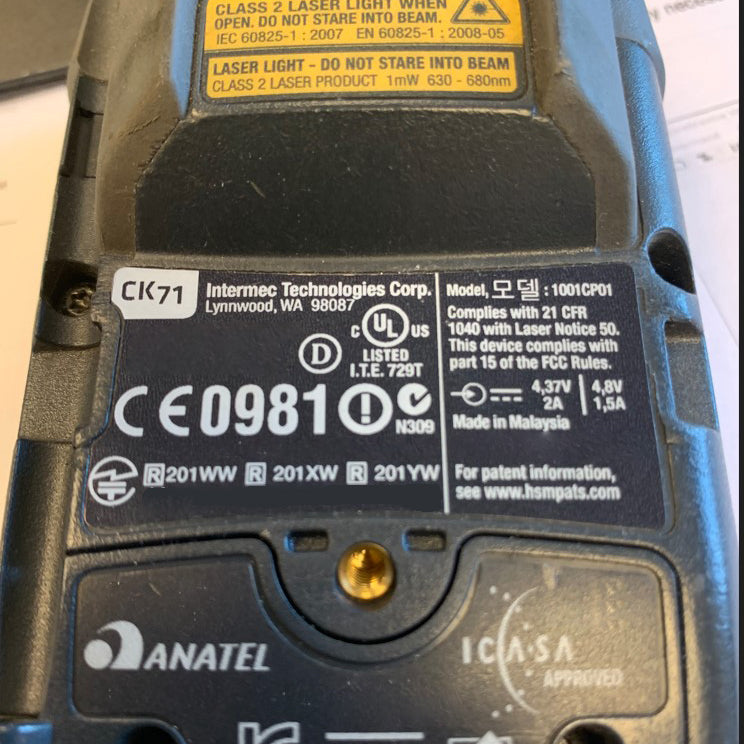 CLASS 2 LASER LIGHT WHEN
OPEN. DO NOT STARE INTO BEAM.
IEC 60825-1 : 2007 EN 60825-1 : 2008-05
LASER LIGHT - DO NOT STARE INTO BEAM
CLASS 2 LASER PRODUCT 1mW 630 - 680nm
CK71
Intermec Technologies Corp.
Lynnwood, WA 98087
C UL US
LISTED
I.T.E. 729T
D
CE0981
N309
R201WW R 201XW R 201YW
Model, 모델 : 1001CP01
Complies with 21 CFR
1040 with Laser Notice 50.
This device complies with
part 15 of the FCC Rules.
4,37V 4,8V
2A 1,5A
Made in Malaysia
For patent information,
see www.hsmpats.com
ANATEL
ICASA
APPROVED